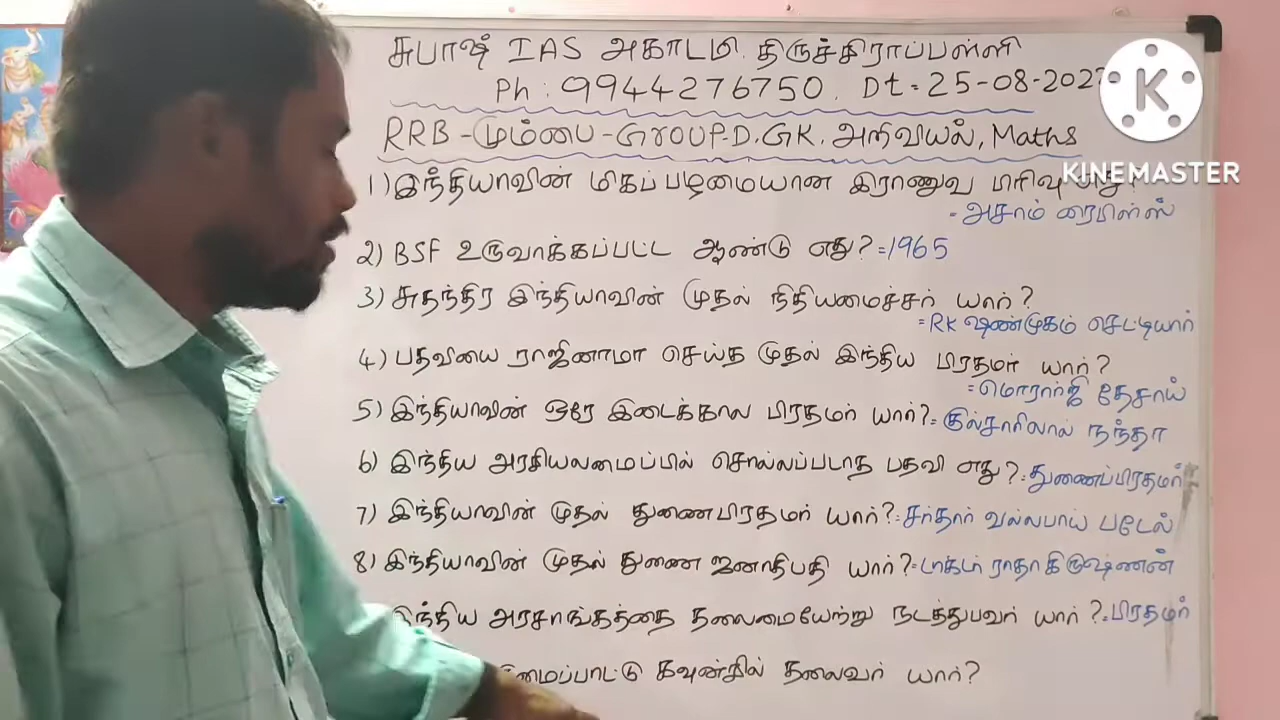 சுபாஷ் IAS அகாடமி. திருச்சிராப்பள்ளி
Ph : 9944276750. Dt = 25-08-202
K
KINEMASTER
RRB - மும்பை - GROUP-D. GK. அறிவியல், Maths
1) இந்தியாவின் மிகப் பழமையான இராணுவ பிரிவு
= அசாம் ரைபிள்ஸ்
2) BSF உருவாக்கப்பட்ட ஆண்டு எது? = 1965
3) சுதந்திர இந்தியாவின் முதல் நிதியமைச்சர் யார்?
= RK ஷண்முகம் செட்டியார்
4) பதவியை ராஜினாமா செய்த முதல் இந்திய பிரதமர் யார்?
= மொரார்ஜி தேசாய்
5) இந்தியாவின் ஒரே இடைக்கால பிரதமர் யார்? = குல்சாரிலால் நந்தா
6) இந்திய அரசியலமைப்பில் சொல்லப்படாத பதவி எது? = துணைப்பிரதமர்
7) இந்தியாவின் முதல் துணைபிரதமர் யார்? = சர்தார் வல்லபாய் படேல்
8) இந்தியாவின் முதல் துணை ஜனாதிபதி யார்? = டாக்டர் ராதாகிருஷ்ணன்
இந்திய அரசாங்கத்தை தலைமையேற்று நடத்துபவர் யார்? = பிரதமர்
மைப்பாட்டு கவுன்சில் தலைவர் யார்?